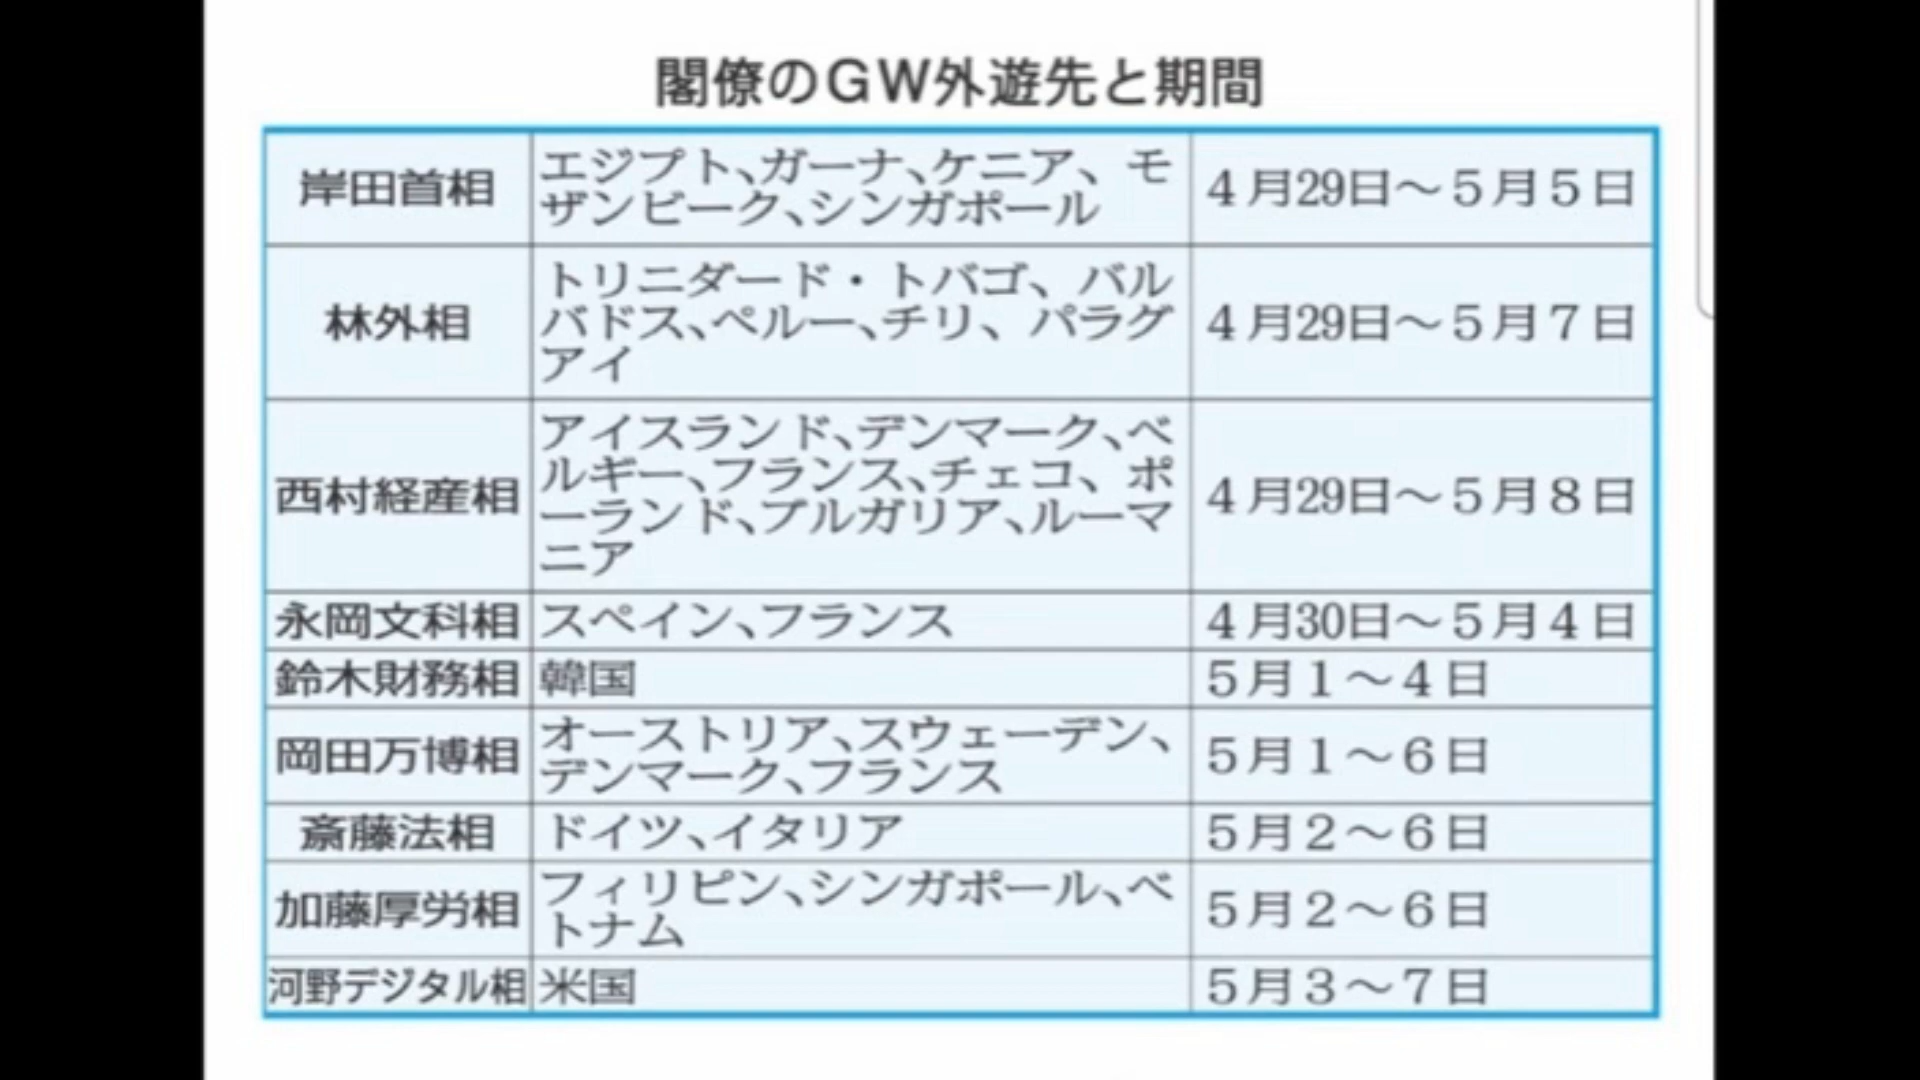 閣僚のGW外遊先と期間
岸田首相
エジプト、ガーナ、ケニア、モ
ザンビーク、シンガポール
4月29日～5月5日
林外相
トリニダード・トバゴ、バル
バドス、ペルー、チリ、パラグ
アイ
4月29日～5月7日
西村経産相
アイスランド、デンマーク、ベ
ルギー、フランス、チェコ、ポ
ーランド、ブルガリア、ルーマ
ニア
4月29日～5月8日
永岡文科相
スペイン、フランス
4月30日～5月4日
鈴木財務相
韓国
5月1～4日
岡田万博相
オーストリア、スウェーデン、
デンマーク、フランス
5月1～6日
斎藤法相
ドイツ、イタリア
5月2～6日
加藤厚労相
フィリピン、シンガポール、ベ
トナム
5月2～6日
河野デジタル相
米国
5月3～7日